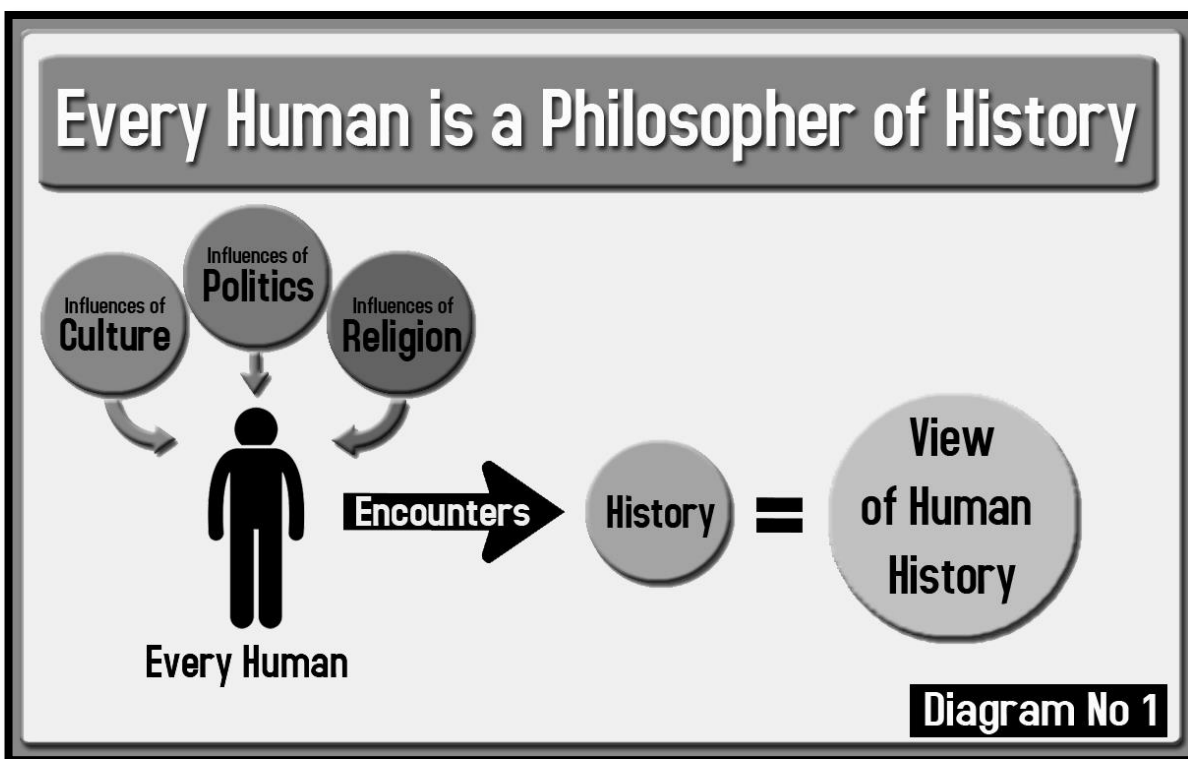 Every Human is a Philosopher of History
Influences of
Politics
Influences of
Culture
Influences of
Religion
Encounters
History
=
View
of Human
History
Every Human
Diagram No 1